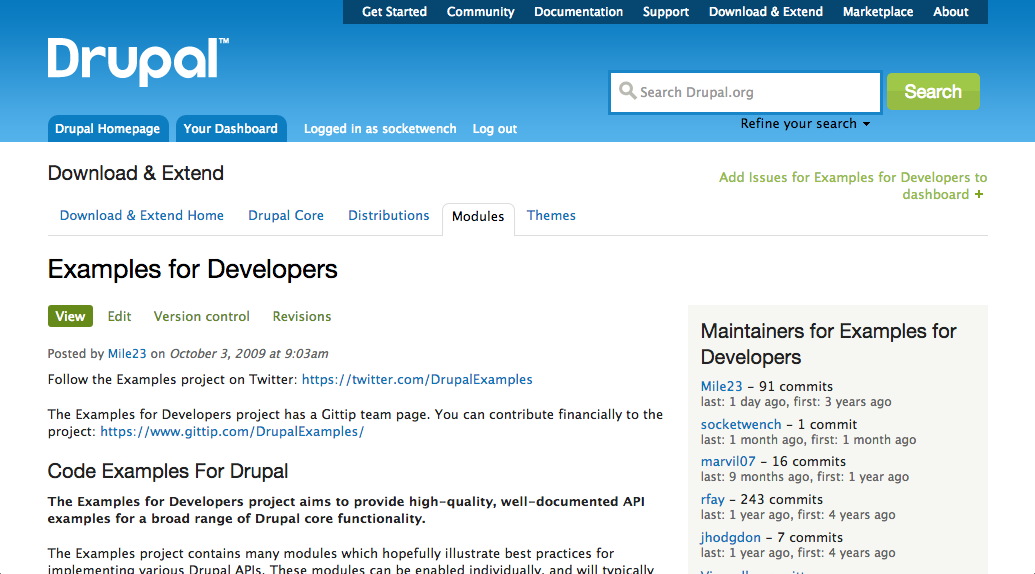 Get Started Community Documentation Support Download & Extend Marketplace About
Drupal™
Search Drupal.org
Search
Refine your search
Drupal Homepage Your Dashboard Logged in as socketwench Log out
Download & Extend
Add Issues for Examples for Developers to
dashboard +
Download & Extend Home Drupal Core Distributions Modules Themes
Examples for Developers
View Edit Version control Revisions
Posted by Mile23 on October 3, 2009 at 9:03am
Follow the Examples project on Twitter: https://twitter.com/DrupalExamples
The Examples for Developers project has a Gittip team page. You can contribute financially to the
project: https://www.gittip.com/DrupalExamples/
Code Examples For Drupal
The Examples for Developers project aims to provide high-quality, well-documented API
examples for a broad range of Drupal core functionality.
The Examples project contains many modules which hopefully illustrate best practices for
implementing various Drupal APIs. These modules can be enabled individually, and will typically
Maintainers for Examples for
Developers
Mile23 – 91 commits
last: 1 day ago, first: 3 years ago
socketwench – 1 commit
last: 1 month ago, first: 1 month ago
marvil07 – 16 commits
last: 9 months ago, first: 1 year ago
rfay – 243 commits
last: 1 year ago, first: 4 years ago
jhodgdon – 7 commits
last: 1 year ago, first: 4 years ago